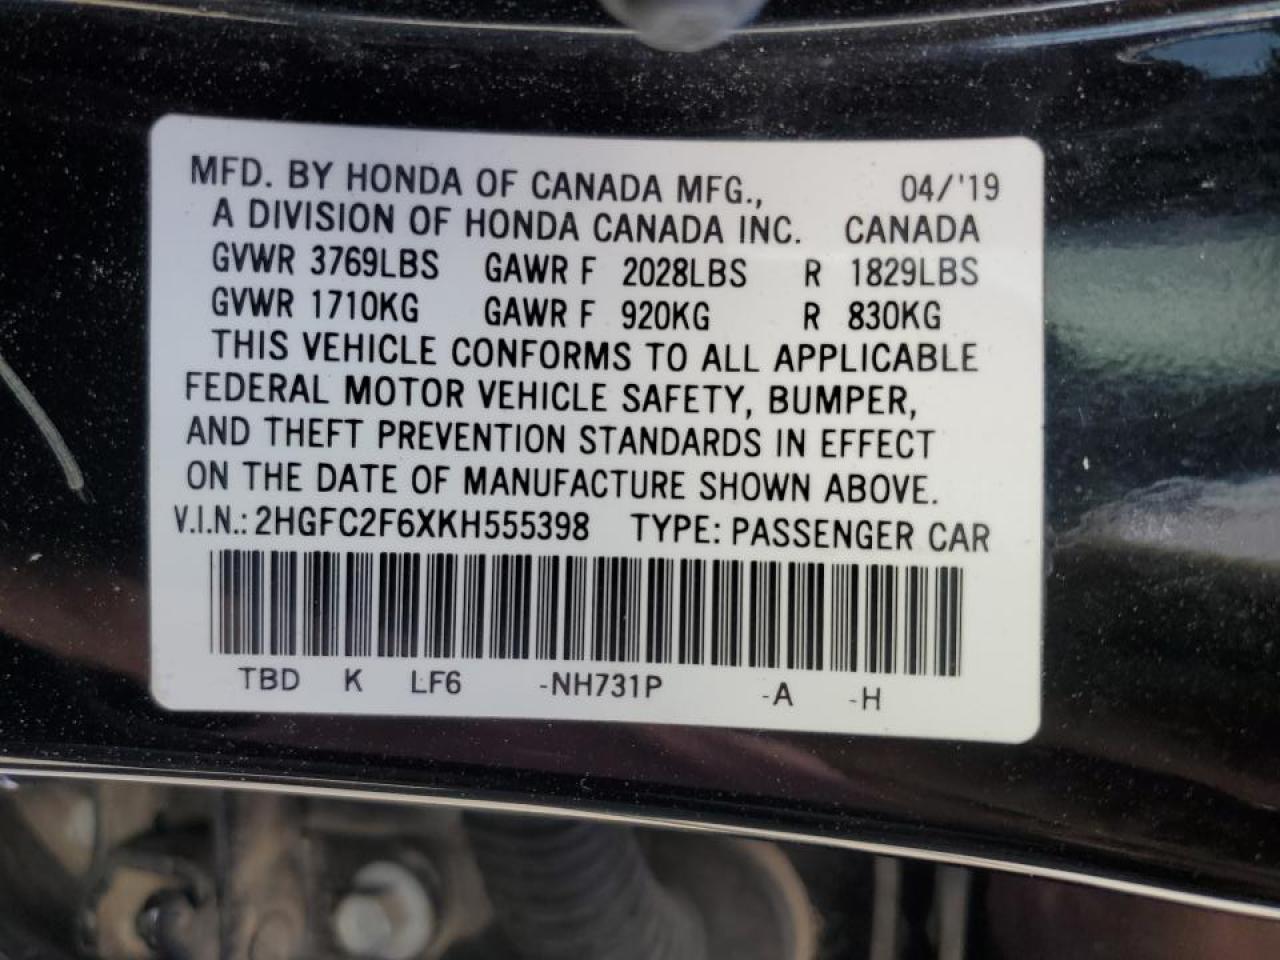 MFD. BY HONDA OF CANADA MFG., 04/'19
A DIVISION OF HONDA CANADA INC. CANADA
GVWR 3769LBS GAWR F 2028LBS R 1829LBS
GVWR 1710KG GAWR F 920KG R 830KG
THIS VEHICLE CONFORMS TO ALL APPLICABLE
FEDERAL MOTOR VEHICLE SAFETY, BUMPER,
AND THEFT PREVENTION STANDARDS IN EFFECT
ON THE DATE OF MANUFACTURE SHOWN ABOVE.
V.I.N.: 2HGFC2F6XKH555398 TYPE: PASSENGER CAR
TBD K LF6 -NH731P -A -H